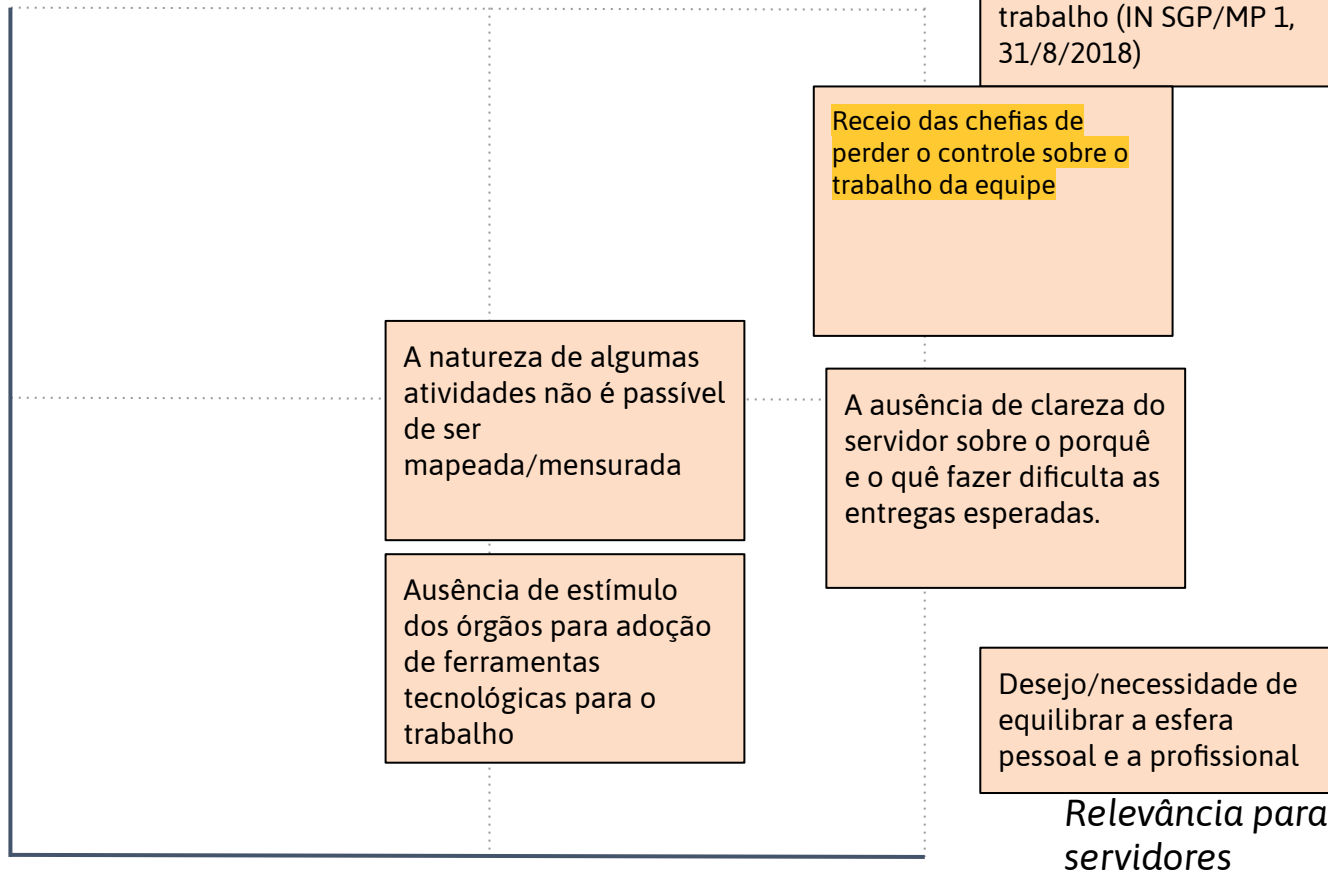 trabalho (IN SGP/MP 1,
31/8/2018)
Receio das chefias de
perder o controle sobre o
trabalho da equipe
A natureza de algumas
atividades não é passível
de ser
mapeada/mensurada
A ausência de clareza do
servidor sobre o porquê
e o quê fazer dificulta as
entregas esperadas.
Ausência de estímulo
dos órgãos para adoção
de ferramentas
tecnológicas para o
trabalho
Desejo/necessidade de
equilibrar a esfera
pessoal e a profissional
Relevância para
servidores